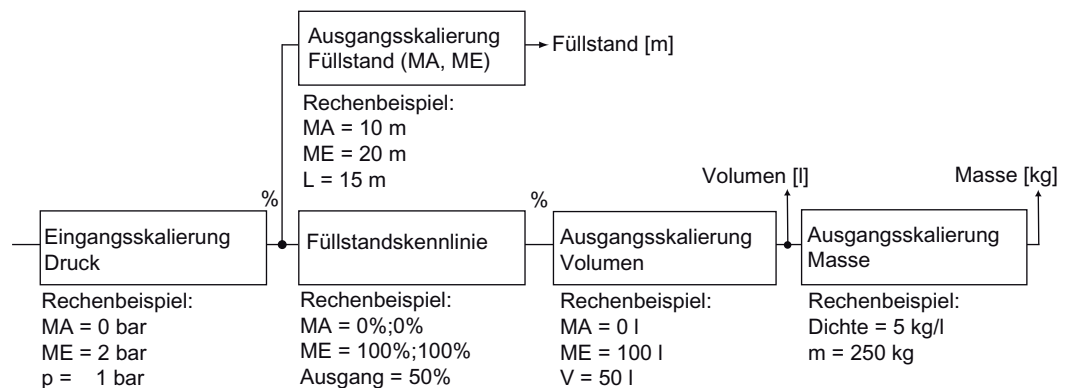 Ausgangsskalierung
Füllstand (MA, ME)
Füllstand [m]
Rechenbeispiel:
MA = 10 m
ME = 20 m
L = 15 m
%
%
Volumen [l]
Masse [kg]
Eingangsskalierung
Druck
Rechenbeispiel:
MA = 0 bar
ME = 2 bar
p = 1 bar
Füllstandskennlinie
Rechenbeispiel:
MA = 0%;0%
ME = 100%;100%
Ausgang = 50%
Ausgangsskalierung
Volumen
Rechenbeispiel:
MA = 0 l
ME = 100 l
V = 50 l
Ausgangsskalierung
Masse
Rechenbeispiel:
Dichte = 5 kg/l
m = 250 kg